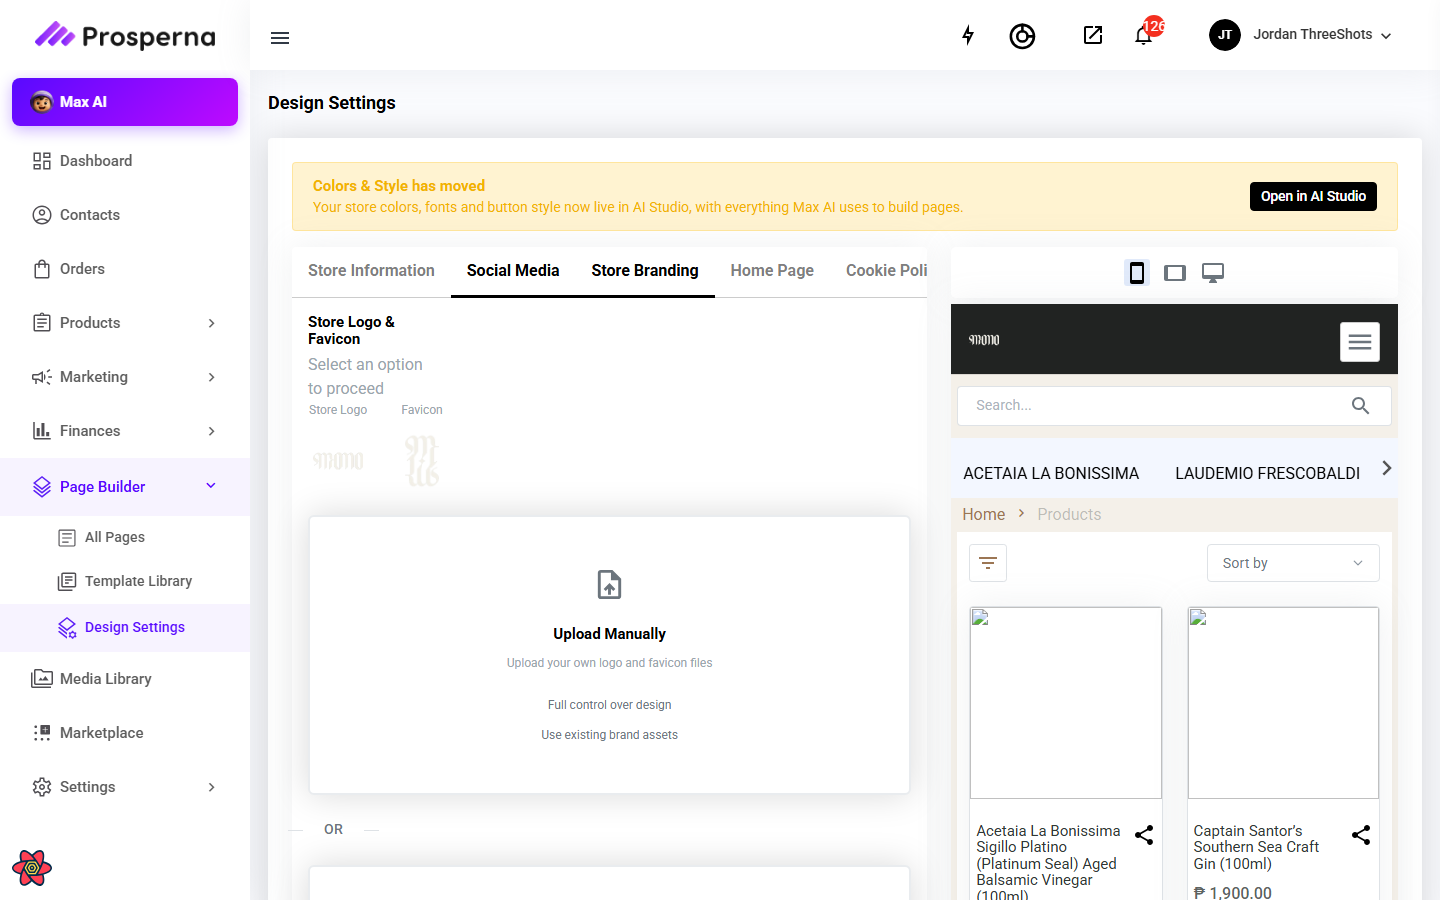 Prosperna
126
JT
Jordan ThreeShots
Max AI
Dashboard
Contacts
Orders
Products
Marketing
Finances
Page Builder
All Pages
Template Library
Design Settings
Media Library
Marketplace
Settings
Design Settings
Colors & Style has moved
Your store colors, fonts and button style now live in AI Studio, with everything Max AI uses to build pages.
Open in AI Studio
Store Information
Social Media
Store Branding
Home Page
Cookie Poli
Store Logo &
Favicon
Select an option
to proceed
Store Logo
Favicon
mono
Upload Manually
Upload your own logo and favicon files
Full control over design
Use existing brand assets
OR
mono
Search...
ACETAIA LA BONISSIMA
LAUDEMIO FRESCOBALDI
Home
Products
Sort by
Acetaia La Bonissima
Sigillo Platino
(Platinum Seal) Aged
Balsamic Vinegar
(100ml)
Captain Santor’s
Southern Sea Craft
Gin (100ml)
₱ 1,900.00